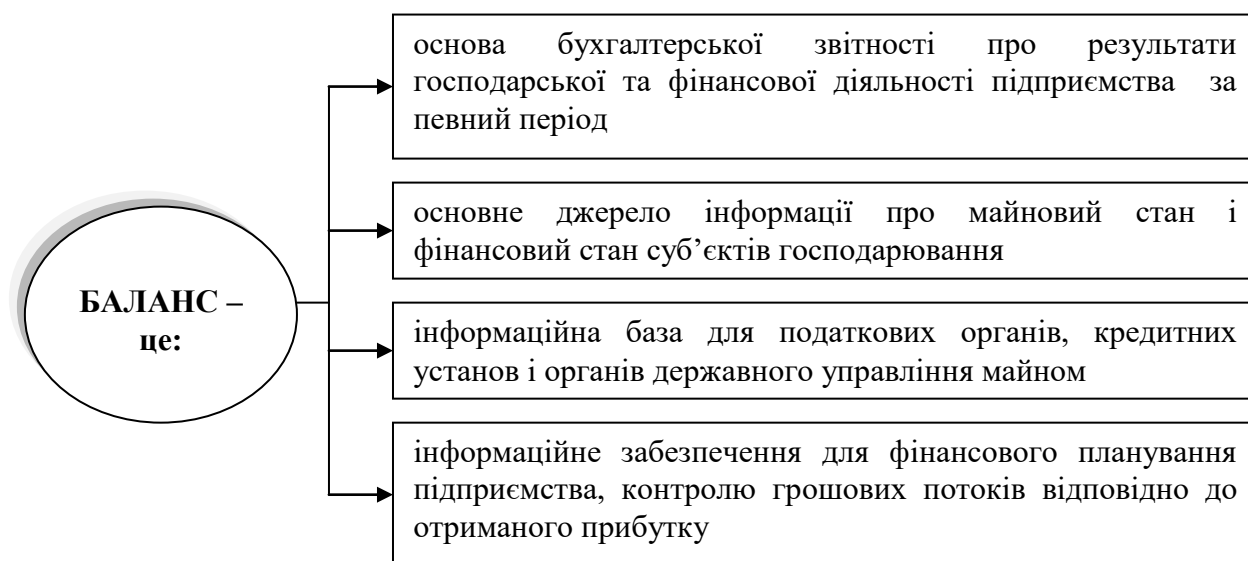 БАЛАНС –
це:
основа бухгалтерської звітності про результати
господарської та фінансової діяльності підприємства за
певний період
основне джерело інформації про майновий стан і
фінансовий стан суб’єктів господарювання
інформаційна база для податкових органів, кредитних
установ і органів державного управління майном
інформаційне забезпечення для фінансового планування
підприємства, контролю грошових потоків відповідно до
отриманого прибутку